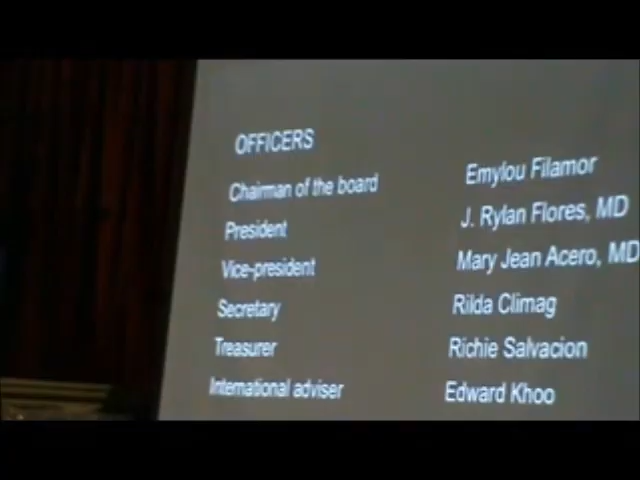 OFFICERS
Chairman of the board Emylou Filamor
President J. Rylan Flores, MD
Vice-president Mary Jean Acero, MD
Secretary Rilda Climag
Treasurer Richie Salvacion
International adviser Edward Khoo